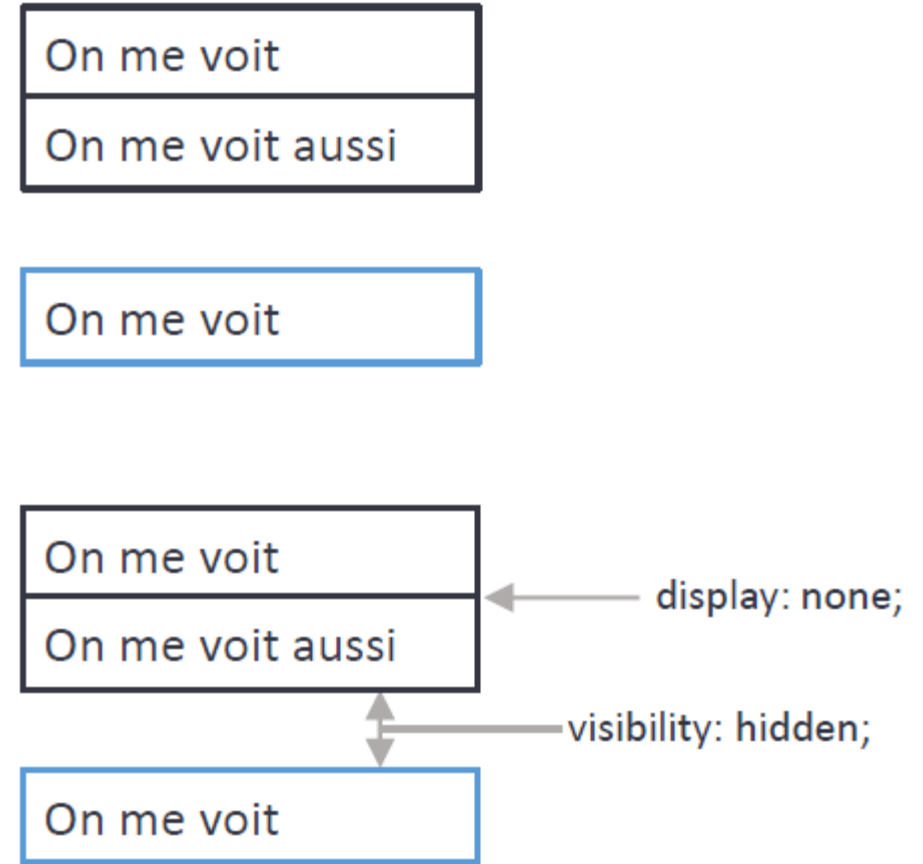 On me voit
On me voit aussi
On me voit
On me voit
display: none;
On me voit aussi
visibility: hidden;
On me voit